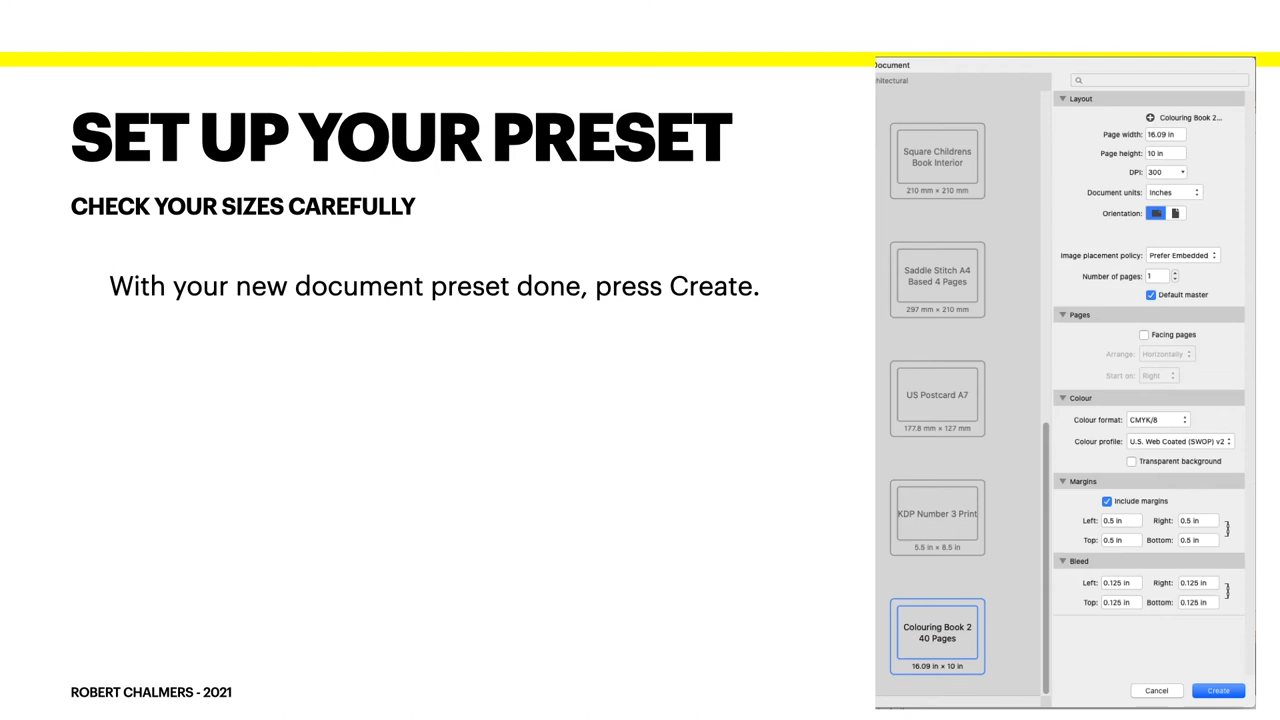 SET UP YOUR PRESET
CHECK YOUR SIZES CAREFULLY
With your new document preset done, press Create.
ROBERT CHALMERS - 2021
Document
hitectural
Square Childrens
Book Interior
210 mm × 210 mm
Saddle Stitch A4
Based 4 Pages
297 mm × 210 mm
US Postcard A7
177.8 mm × 127 mm
KDP Number 3 Print
5.5 in × 8.5 in
Colouring Book 2
40 Pages
16.09 in × 10 in
Layout
Colouring Book 2...
Page width: 16.09 in
Page height: 10 in
DPI: 300
Document units: Inches
Orientation:
Image placement policy: Prefer Embedded
Number of pages: 1
Default master
Pages
Facing pages
Arrange: Horizontally
Start on: Right
Colour
Colour format: CMYK/8
Colour profile: U.S. Web Coated (SWOP) v2
Transparent background
Margins
Include margins
Left: 0.5 in Right: 0.5 in
Top: 0.5 in Bottom: 0.5 in
Bleed
Left: 0.125 in Right: 0.125 in
Top: 0.125 in Bottom: 0.125 in
Cancel Create